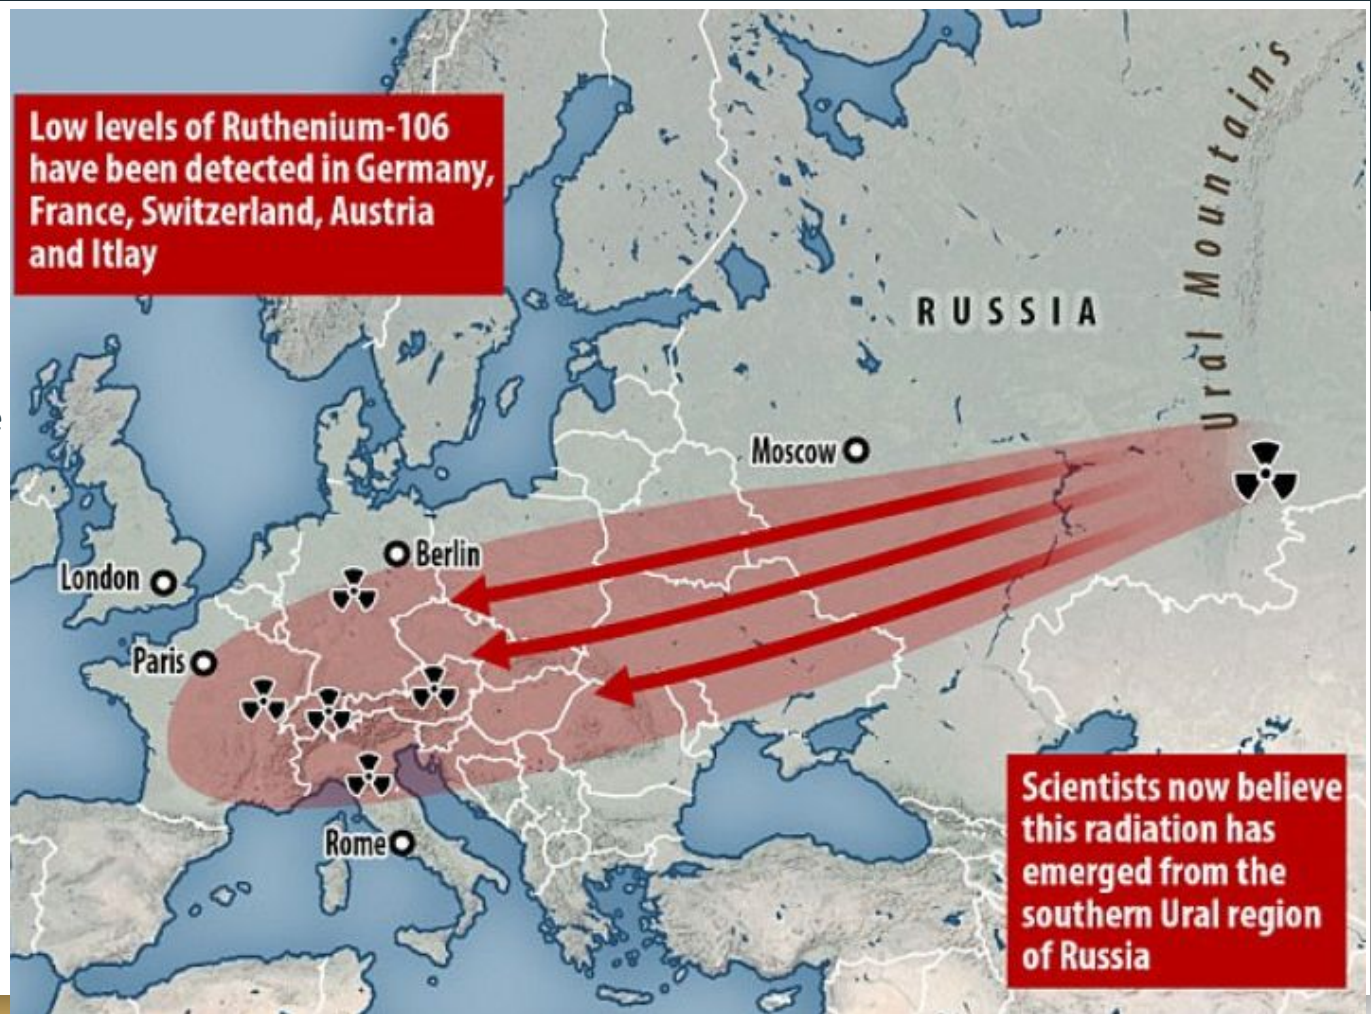 Low levels of Ruthenium-106
have been detected in Germany,
France, Switzerland, Austria
and Itlay
Ural Mountains
RUSSIA
Moscow
Berlin
London
Paris
Rome
Scientists now believe
this radiation has
emerged from the
southern Ural region
of Russia